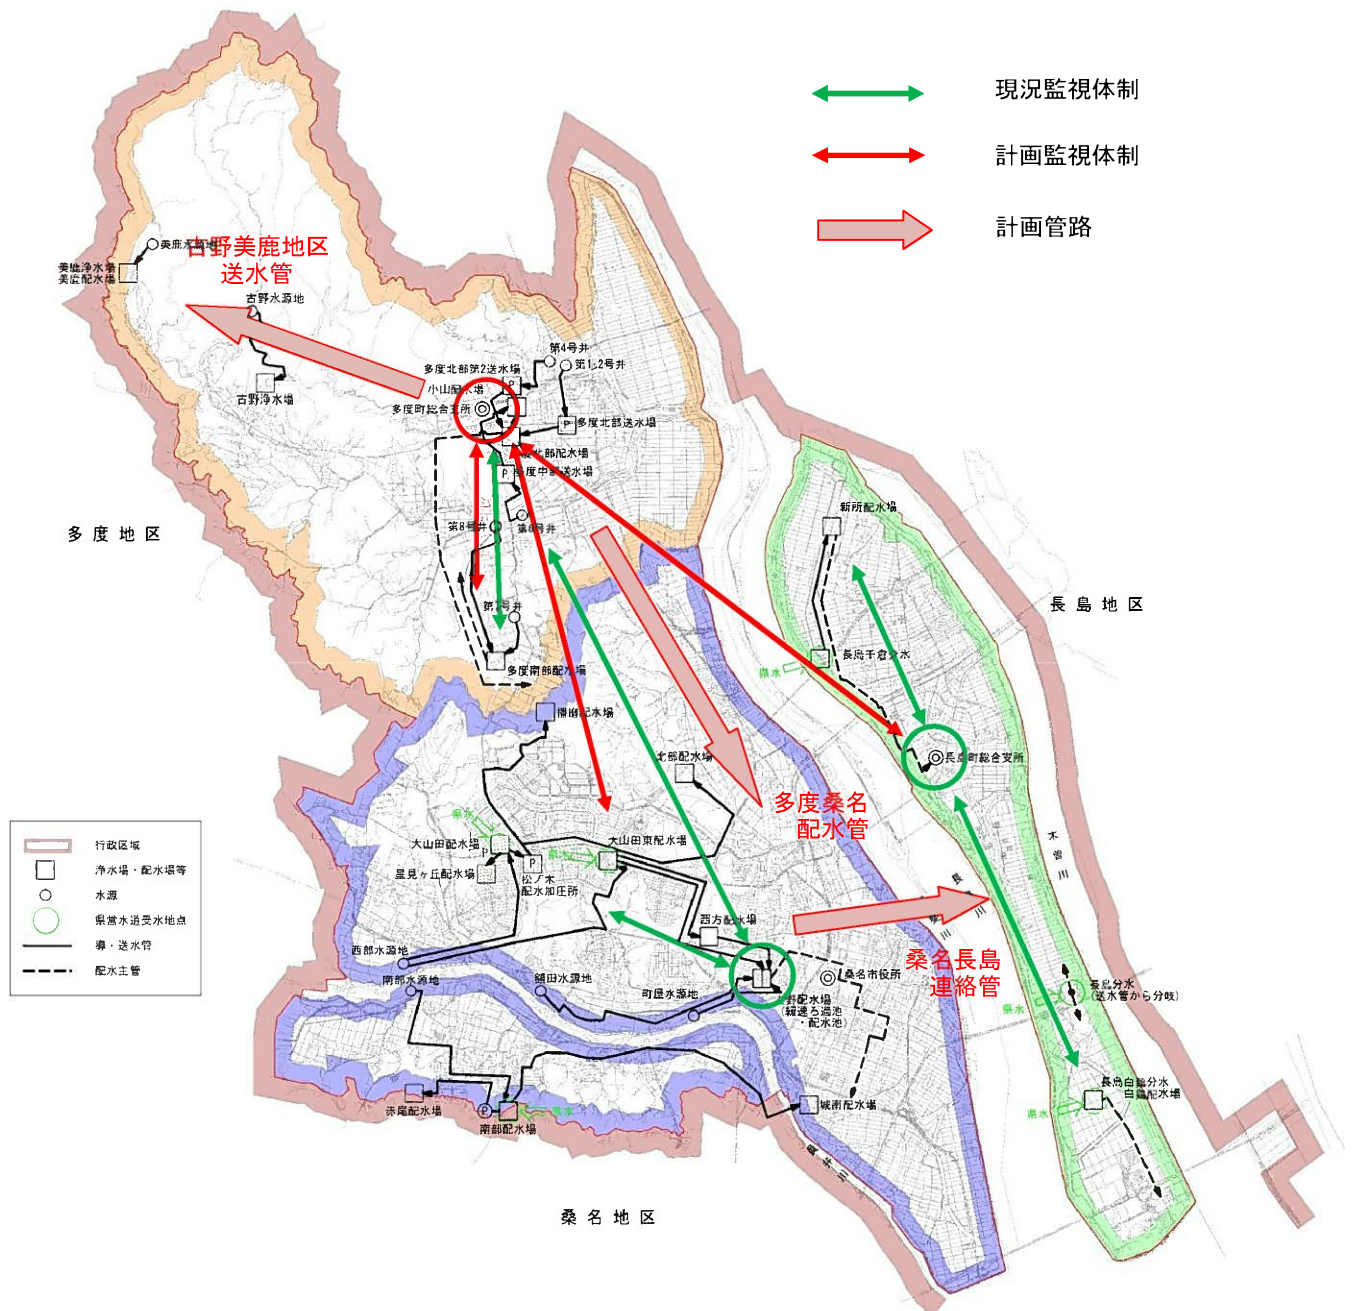 現況監視体制
計画監視体制
計画管路
美鹿水源地
古野美鹿地区
送水管
美鹿浄水場
美鹿配水場
古野水源地
古野浄水場
第4号井
第1,2号井
多度北部第2送水場
小山配水場
多度町総合支所
多度北部送水場
度北部配水場
多度中部送水場
P
P
P
第8号井
第6号井
多度地区
新所配水場
長島地区
長島千倉分水
県水
多度南部配水場
播磨配水場
北部配水場
長島町総合支所
多度桑名
配水管
木曽川
大山田配水場
大山田東配水場
県水
県水
P
P
星見ヶ丘配水場
松ノ木
配水加圧所
行政区域
浄水場・配水場等
水源
県営水道受水地点
導・送水管
配水主管
西方配水場
西部水源地
南部水源地
額田水源地
町屋水源地
桑名市役所
桑名長島
連絡管
野配水場
(緩速ろ過池
・配水池)
長島分水
(送水管から分岐)
県水
長島白鶏分水
白鶏配水場
県水
赤尾配水場
P
南部配水場
県水
城南配水場
桑名地区